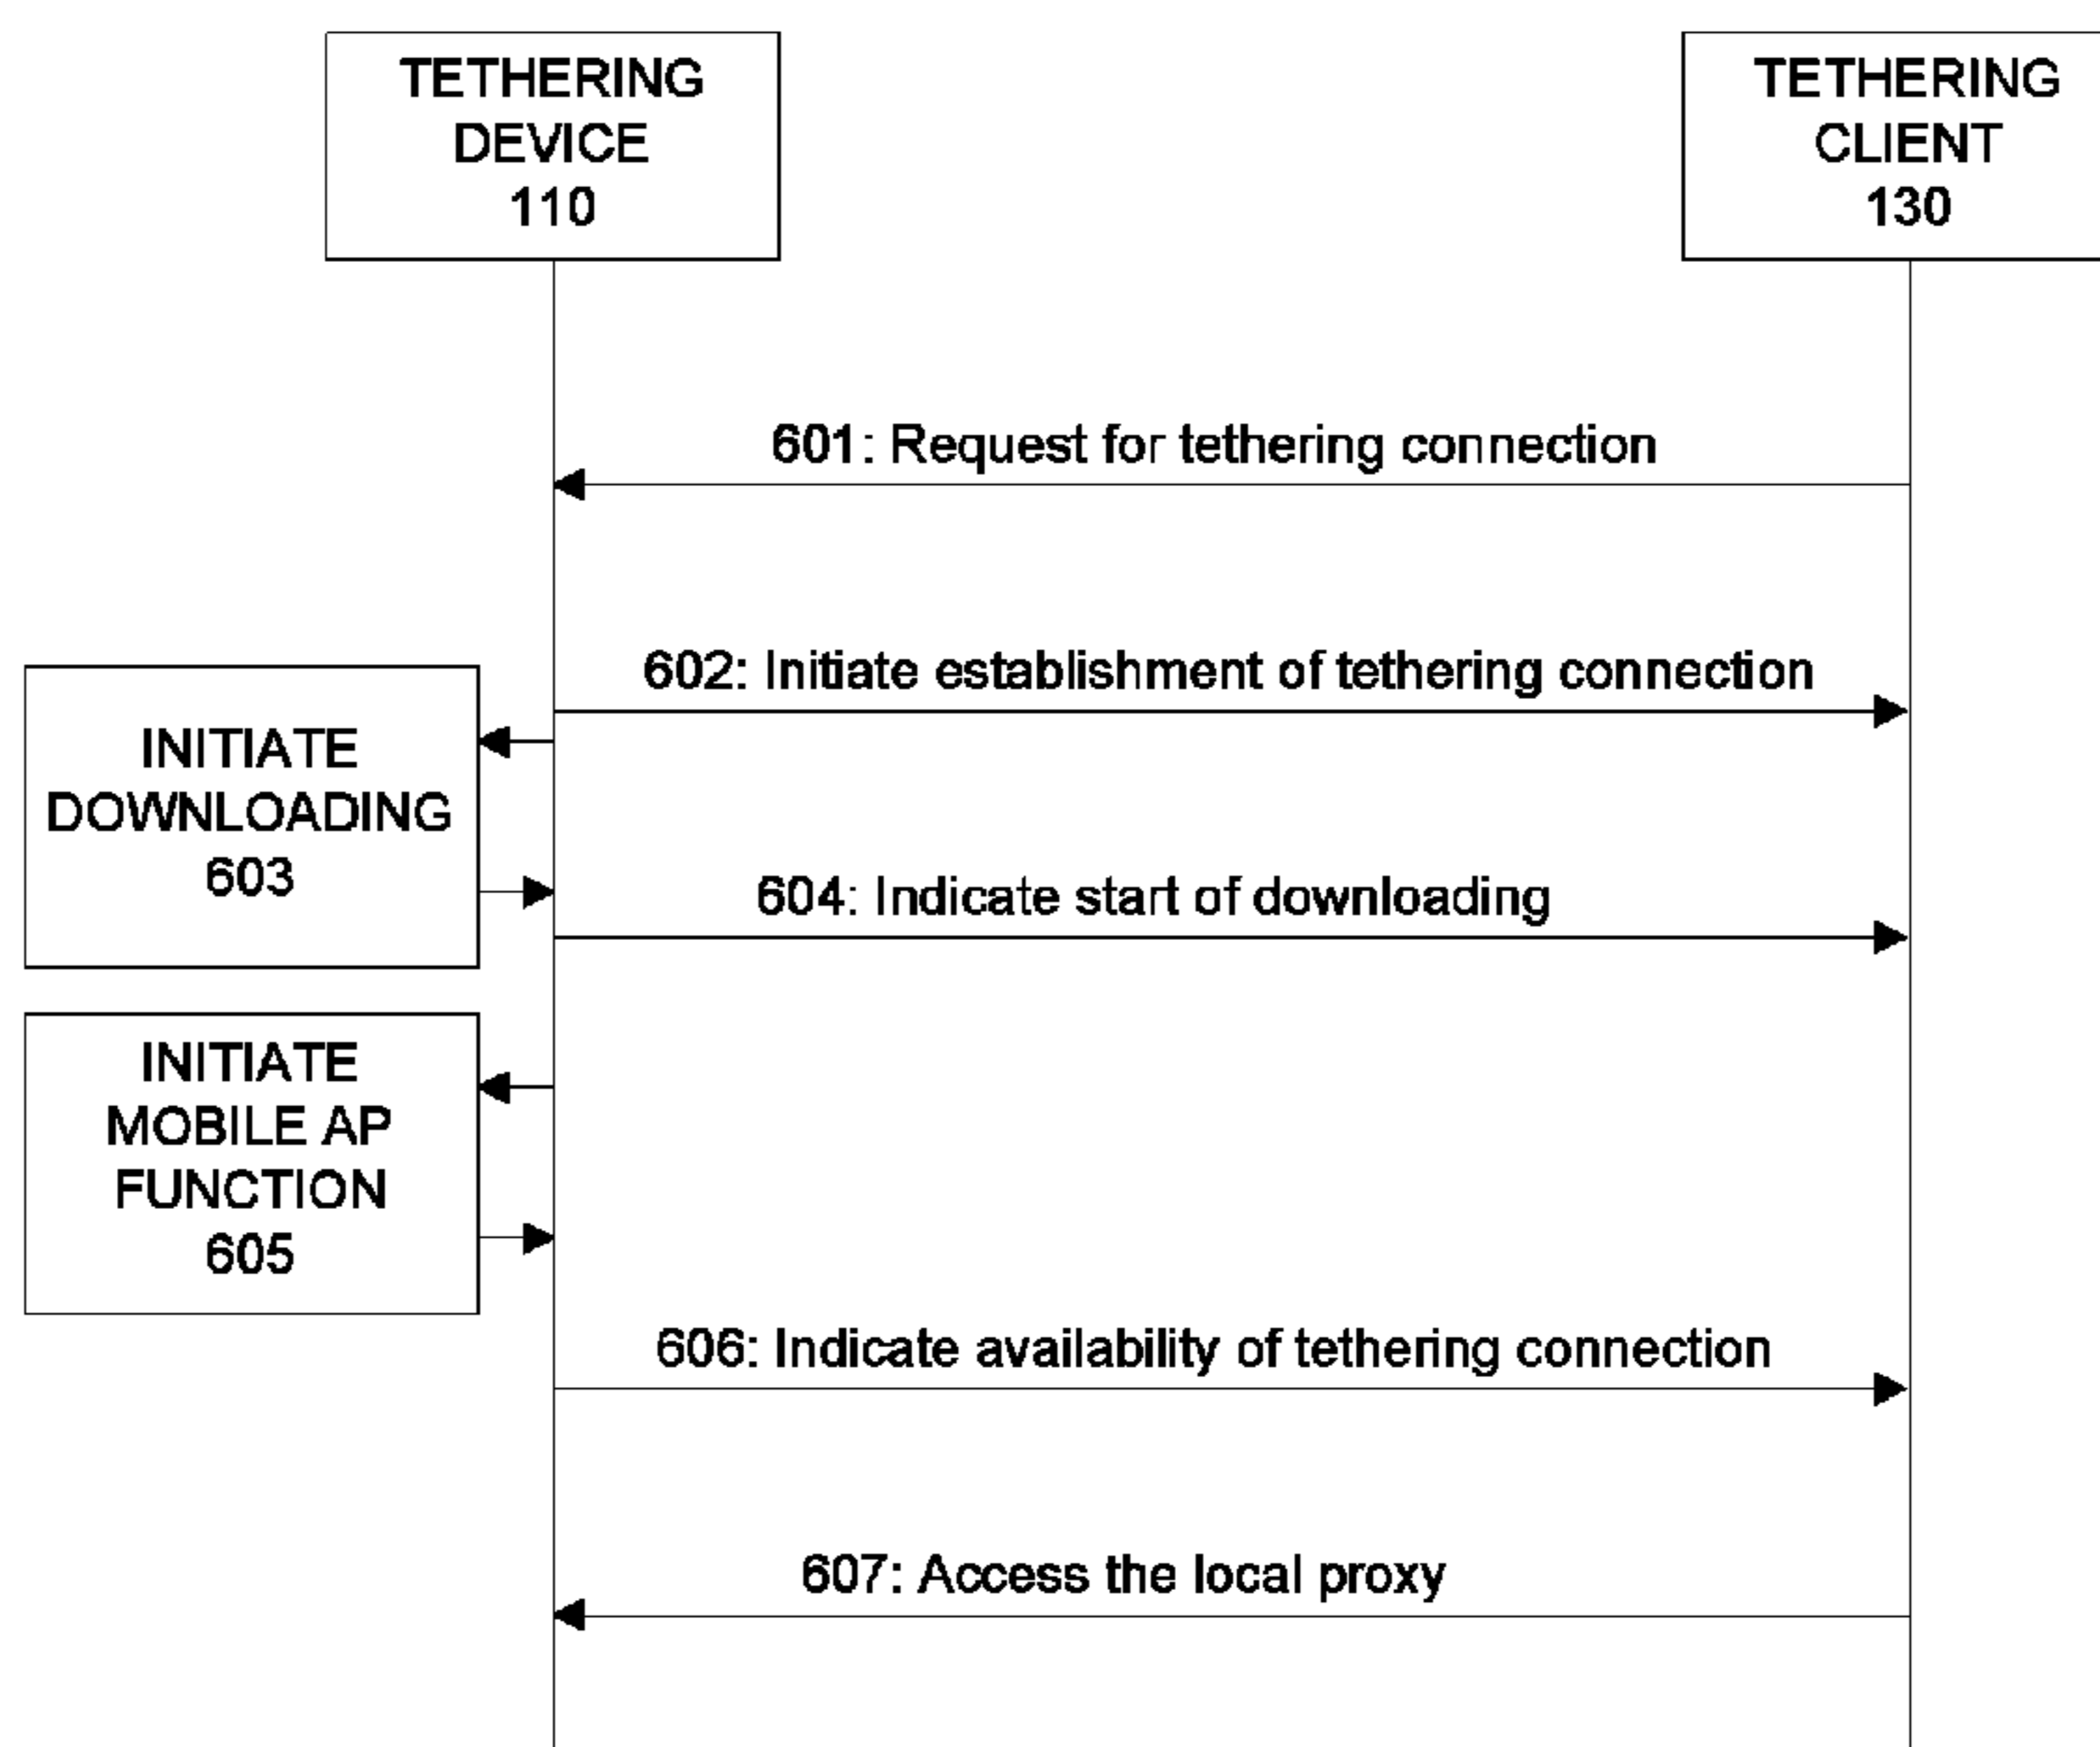 TETHERING
DEVICE
110
TETHERING
CLIENT
130
601: Request for tethering connection
602: Initiate establishment of tethering connection
INITIATE
DOWNLOADING
603
604: Indicate start of downloading
INITIATE
MOBILE AP
FUNCTION
605
606: Indicate availability of tethering connection
607: Access the local proxy